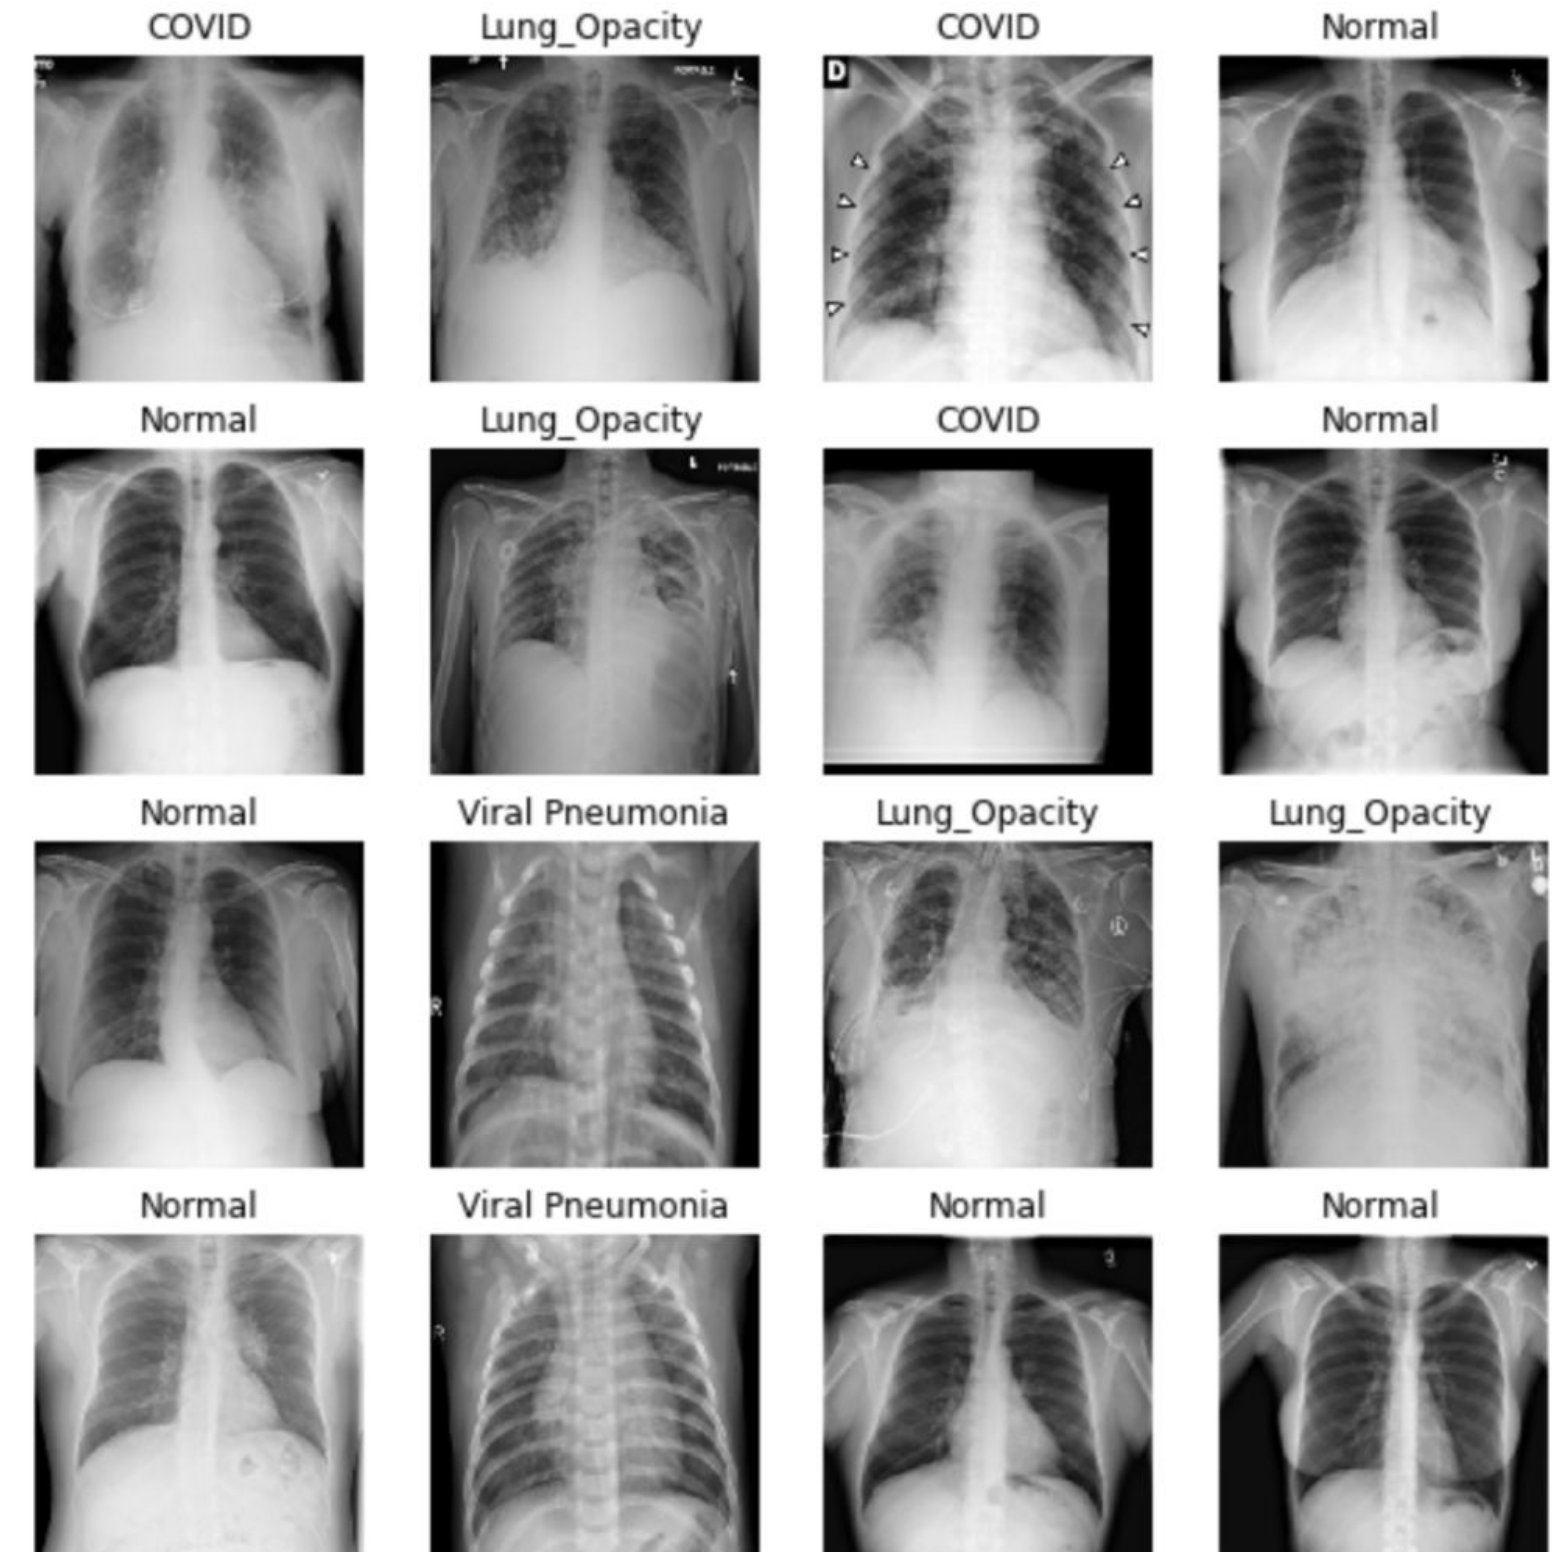 COVID Lung_Opacity COVID Normal
D
Normal Lung_Opacity COVID Normal
Normal Viral Pneumonia Lung_Opacity Lung_Opacity
R
Normal Viral Pneumonia Normal Normal
R